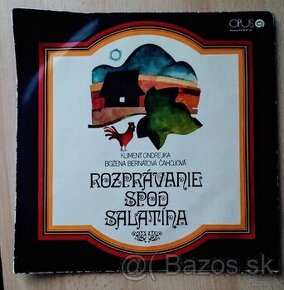 OPUS
KLIMENT ONDREJKA
BOŽENA BERNÁTOVÁ ČAHOJOVÁ
ROZPRÁVANIE
SPOD
SALATÍNA
@ Bazos.sk